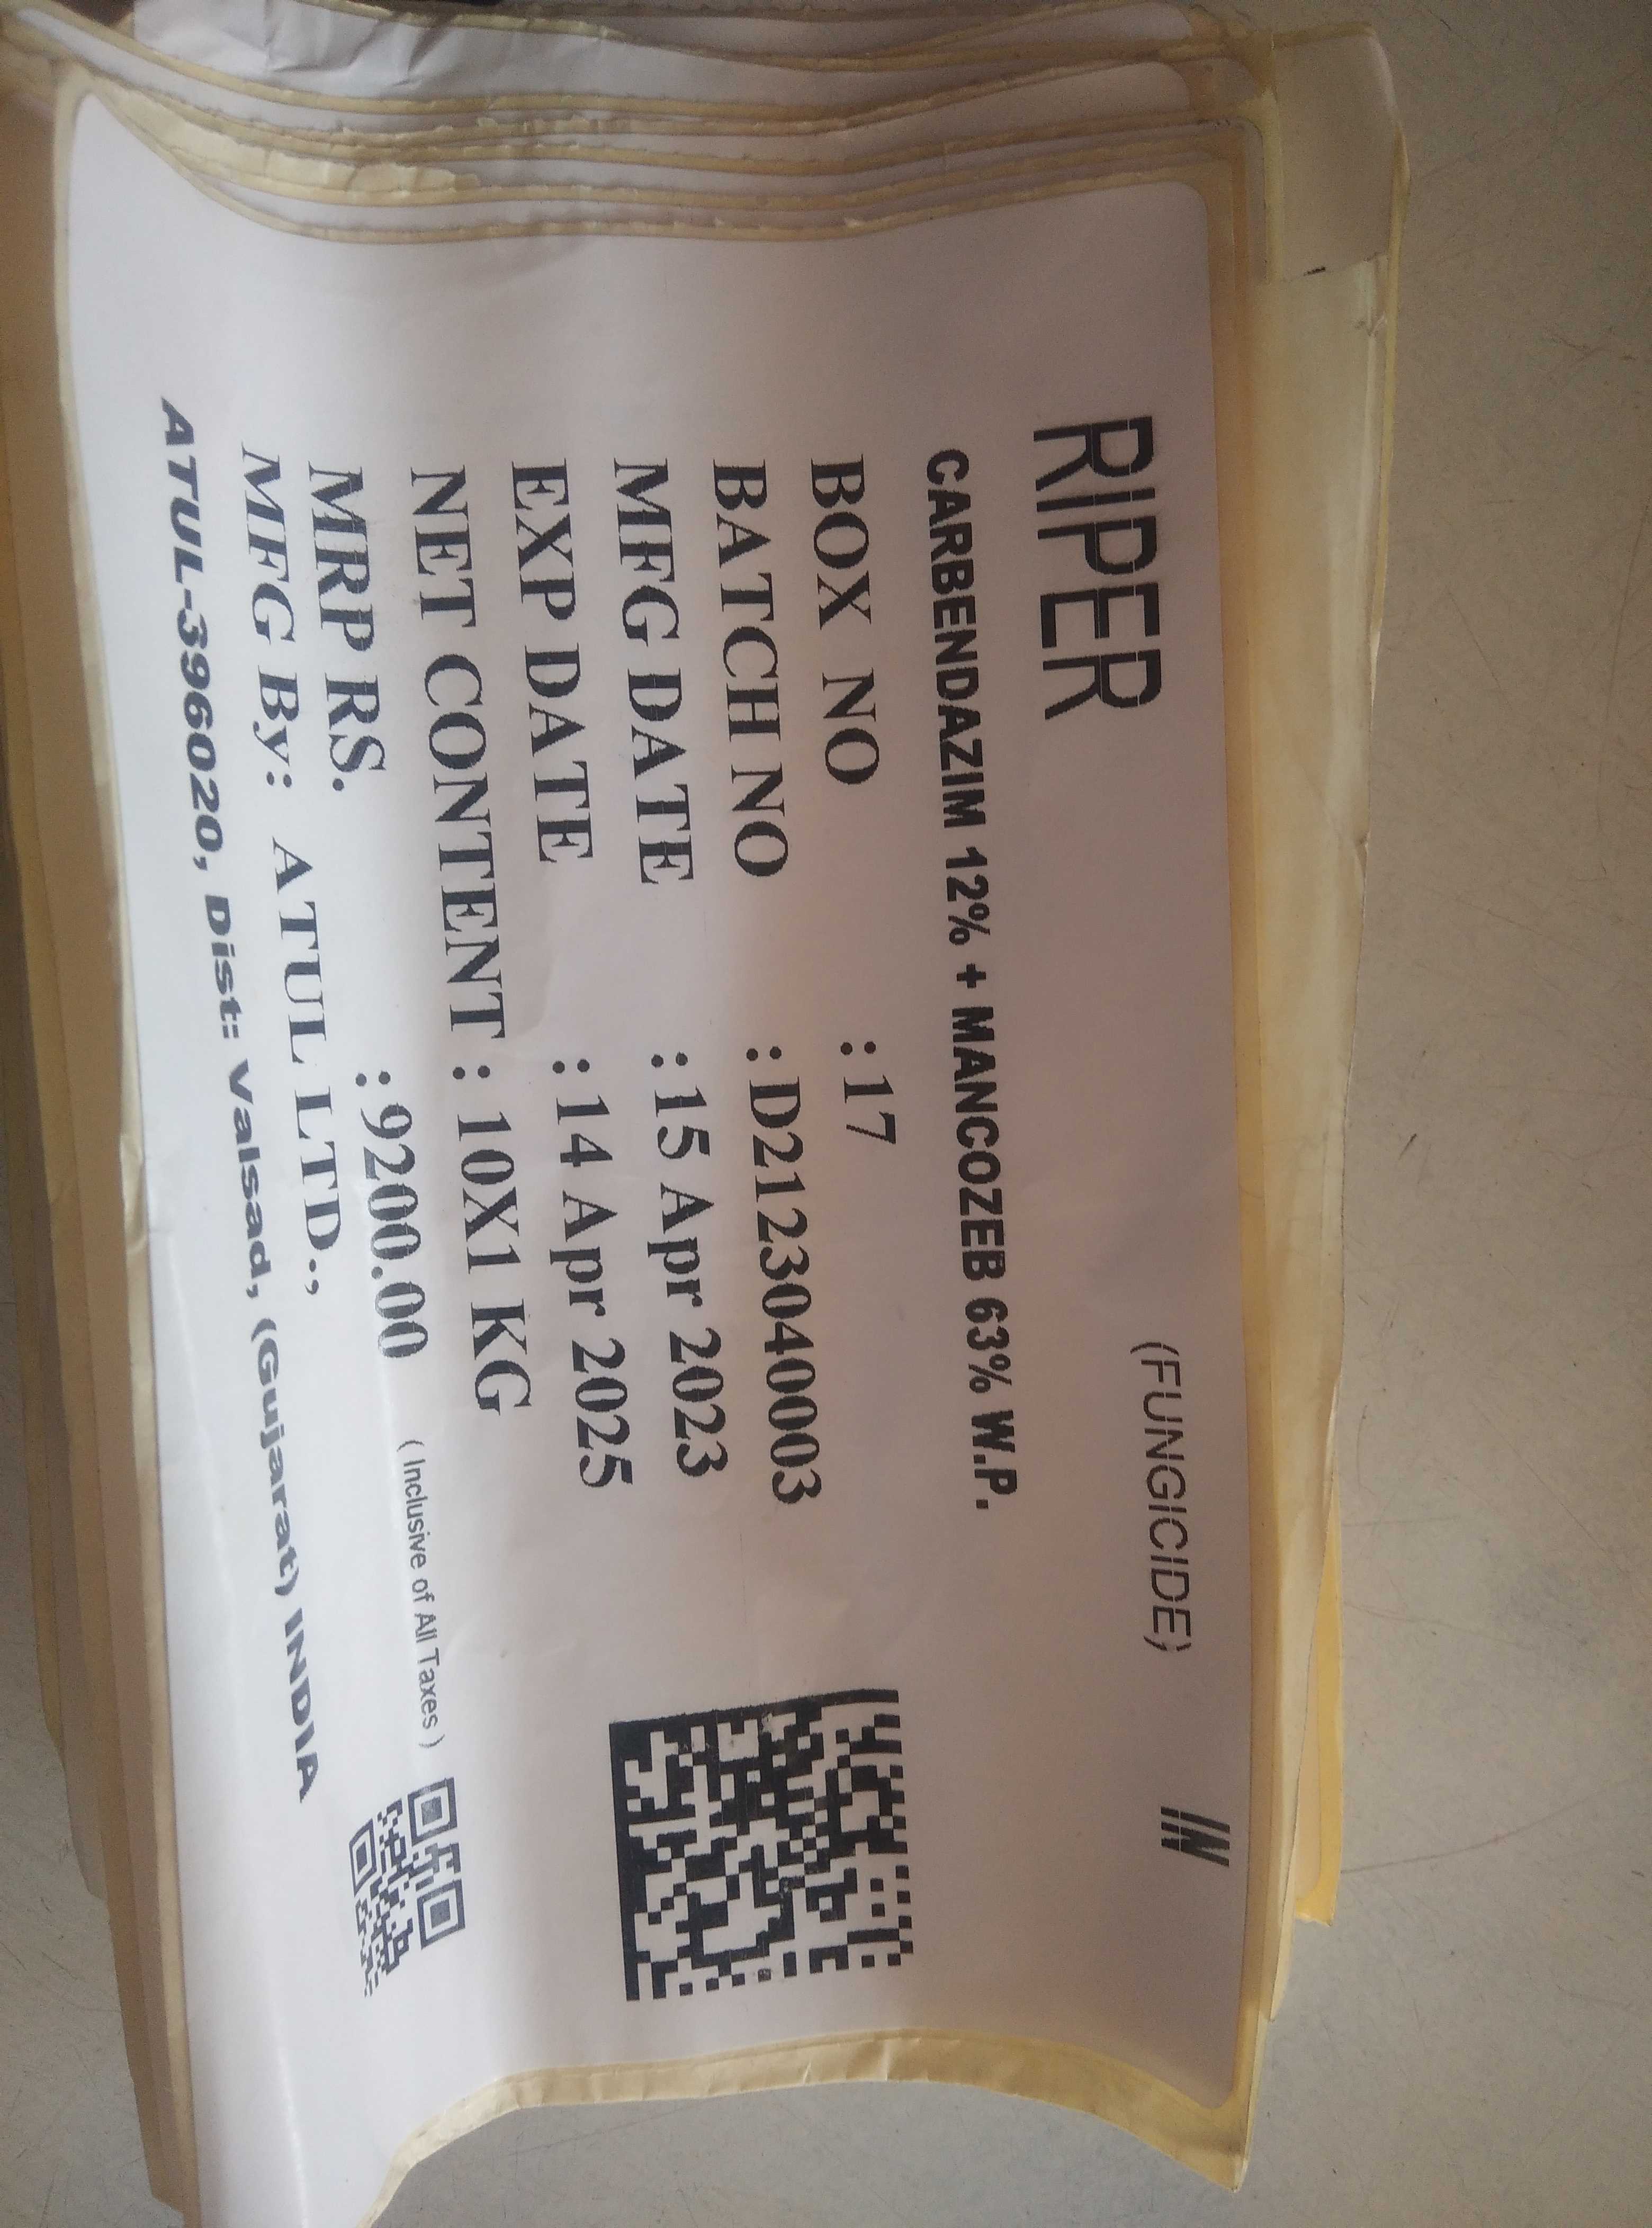 RIPER (FUNGICIDE) IN
CARBENDAZIM 12% + MANCOZEB 63% W.P.
BOX NO : 17
BATCH NO : D2123040003
MFG DATE : 15 Apr 2023
EXP DATE : 14 Apr 2025
NET CONTENT : 10X1 KG
MRP RS. : 9200.00 ( Inclusive of All Taxes )
MFG By: ATUL LTD.,
ATUL-396020, Dist: Valsad, (Gujarat) INDIA